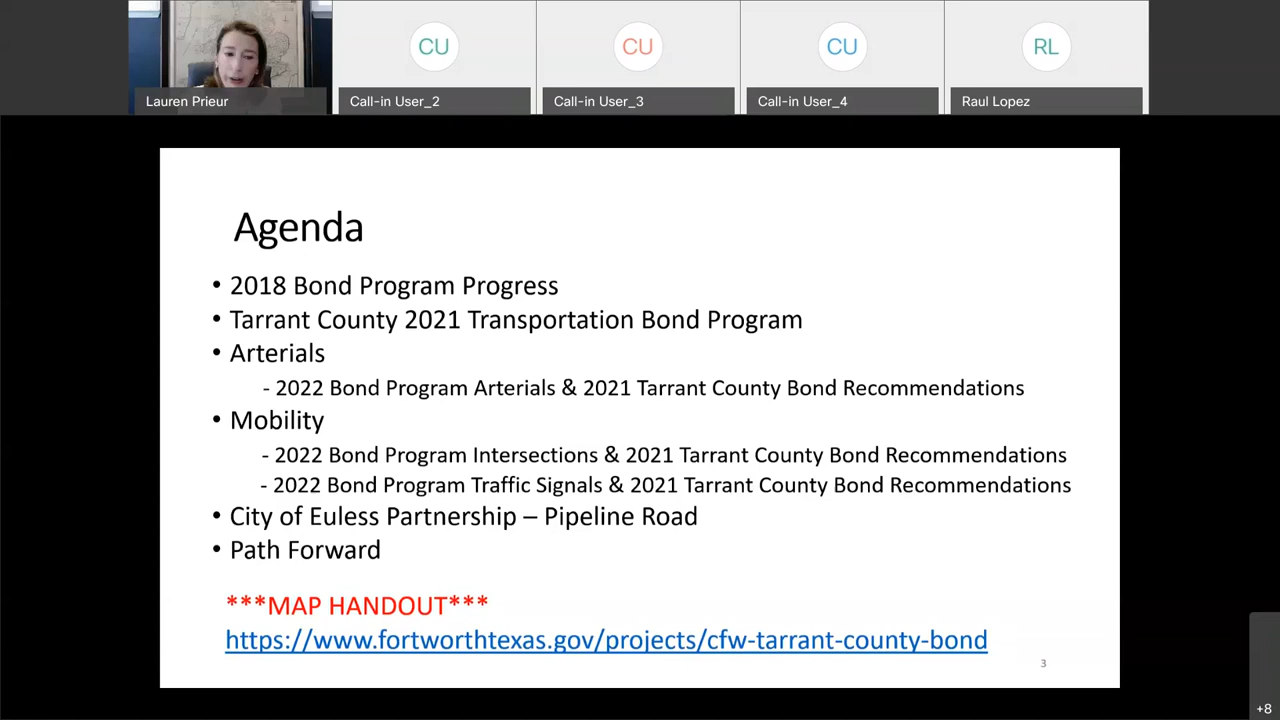 CU
CU
CU
RL
Lauren Prieur
Call-in User_2
Call-in User_3
Call-in User_4
Raul Lopez
Agenda
• 2018 Bond Program Progress
• Tarrant County 2021 Transportation Bond Program
• Arterials
- 2022 Bond Program Arterials & 2021 Tarrant County Bond Recommendations
• Mobility
- 2022 Bond Program Intersections & 2021 Tarrant County Bond Recommendations
- 2022 Bond Program Traffic Signals & 2021 Tarrant County Bond Recommendations
• City of Euless Partnership – Pipeline Road
• Path Forward
***MAP HANDOUT***
https://www.fortworthtexas.gov/projects/cfw-tarrant-county-bond
3
+8